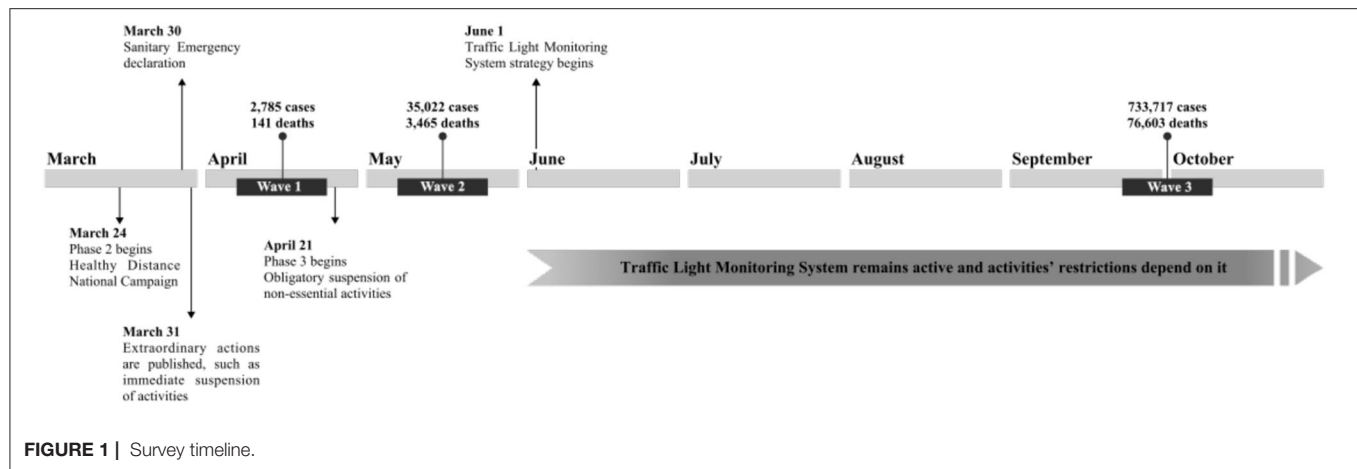 March 30
Sanitary Emergency
declaration
June 1
Traffic Light Monitoring
System strategy begins
2,785 cases
141 deaths
35,022 cases
3,465 deaths
733,717 cases
76,603 deaths
March
April
May
June
July
August
September
October
Wave 1
Wave 2
Wave 3
March 24
Phase 2 begins
Healthy Distance
National Campaign
April 21
Phase 3 begins
Obligatory suspension of
non-essential activities
Traffic Light Monitoring System remains active and activities' restrictions depend on it
March 31
Extraordinary actions
are published, such as
immediate suspension
of activities
FIGURE 1 | Survey timeline.